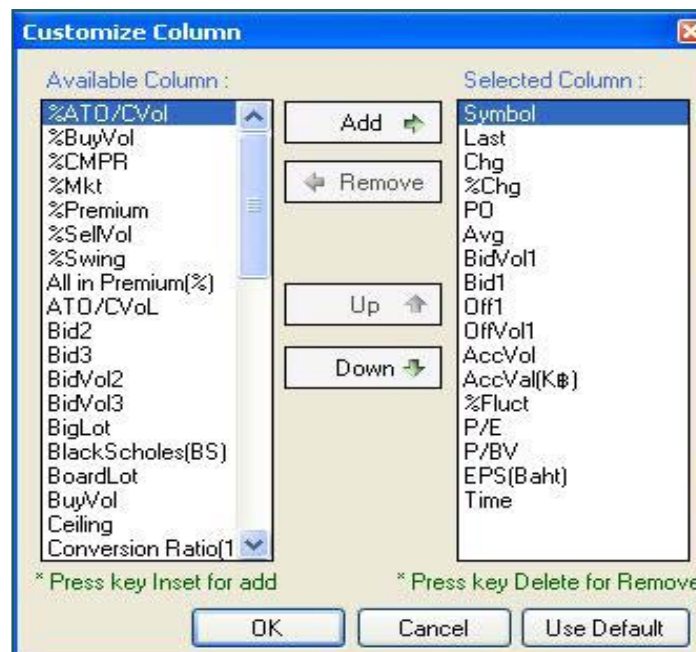 Customize Column
Available Column :
%ATO/CVol
%BuyVol
%CMPR
%Mkt
%Premium
%SellVol
%Swing
All in Premium(%)
ATO/CVoL
Bid2
Bid3
BidVol2
BidVol3
BigLot
BlackScholes(BS)
BoardLot
BuyVol
Ceiling
Conversion Ratio(1
* Press key Inset for add
Add
Remove
Up
Down
Selected Column :
Symbol
Last
Chg
%Chg
PO
Avg
BidVol1
Bid1
Off1
OffVol1
AccVol
AccVal(K฿)
%Fluct
P/E
P/BV
EPS(Baht)
Time
* Press key Delete for Remove
OK
Cancel
Use Default